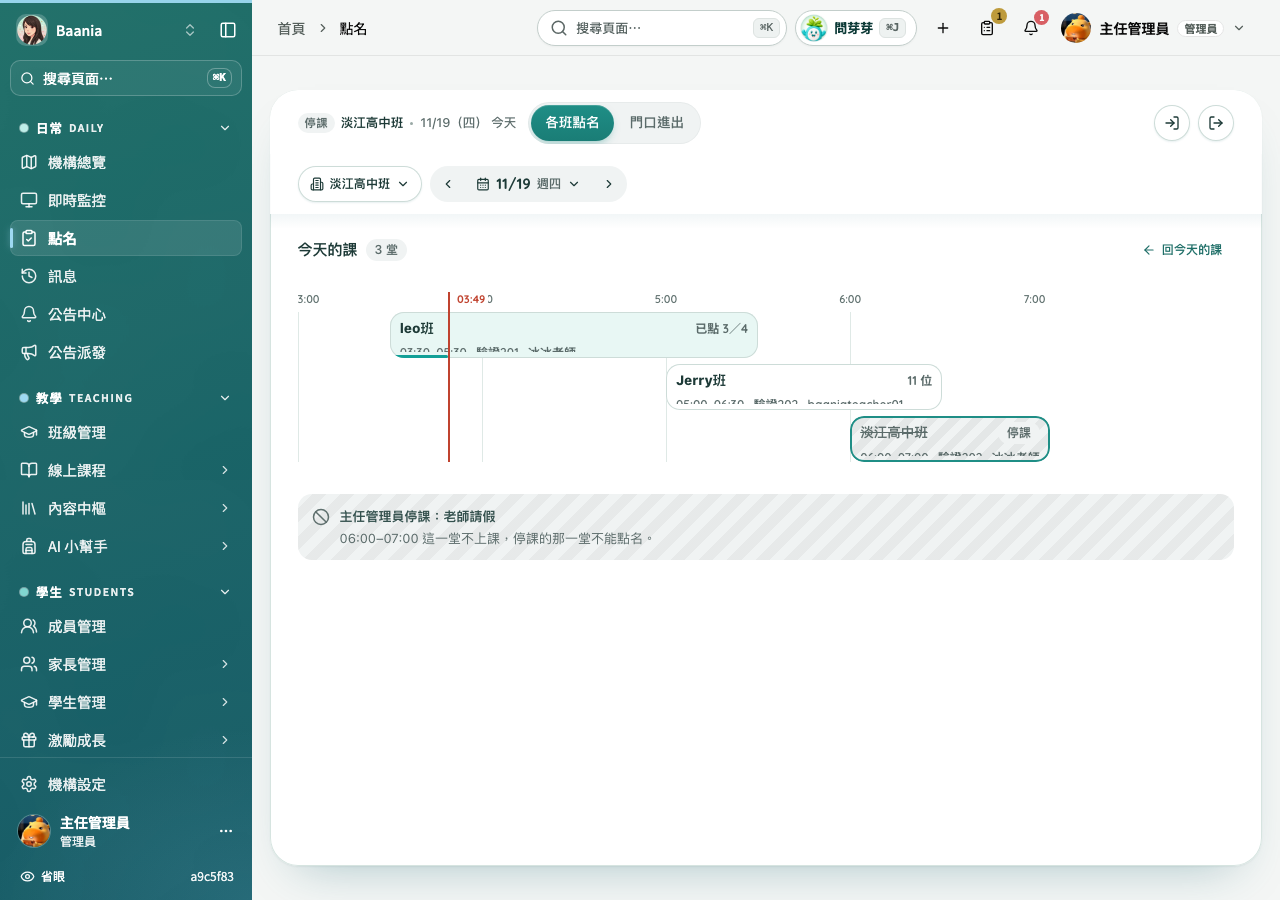 Baania
搜尋頁面… ⌘K
日常 DAILY
機構總覽
即時監控
點名
訊息
公告中心
公告派發
教學 TEACHING
班級管理
線上課程
內容中樞
AI 小幫手
學生 STUDENTS
成員管理
家長管理
學生管理
激勵成長
機構設定
主任管理員
管理員
省眼 a9c5f83
首頁 點名
搜尋頁面… ⌘K
問芽芽 ⌘J
1
1
主任管理員 管理員
停課 淡江高中班 · 11/19（四） 今天
各班點名 門口進出
淡江高中班
11/19 週四
今天的課 3 堂
回今天的課
3:00 03:49 5:00 6:00 7:00
leo班 已點 3／4
Jerry班 11 位
淡江高中班 停課
主任管理員停課：老師請假
06:00–07:00 這一堂不上課，停課的那一堂不能點名。